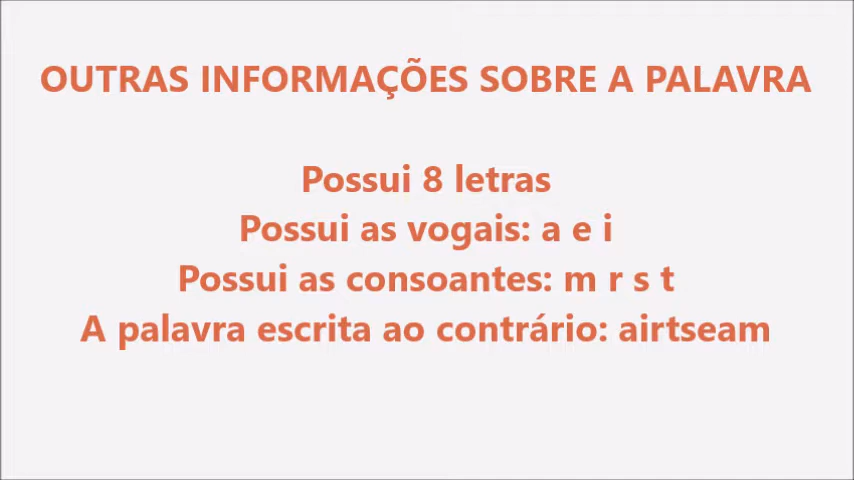 OUTRAS INFORMAÇÕES SOBRE A PALAVRA
Possui 8 letras
Possui as vogais: a e i
Possui as consoantes: m r s t
A palavra escrita ao contrário: airtseam